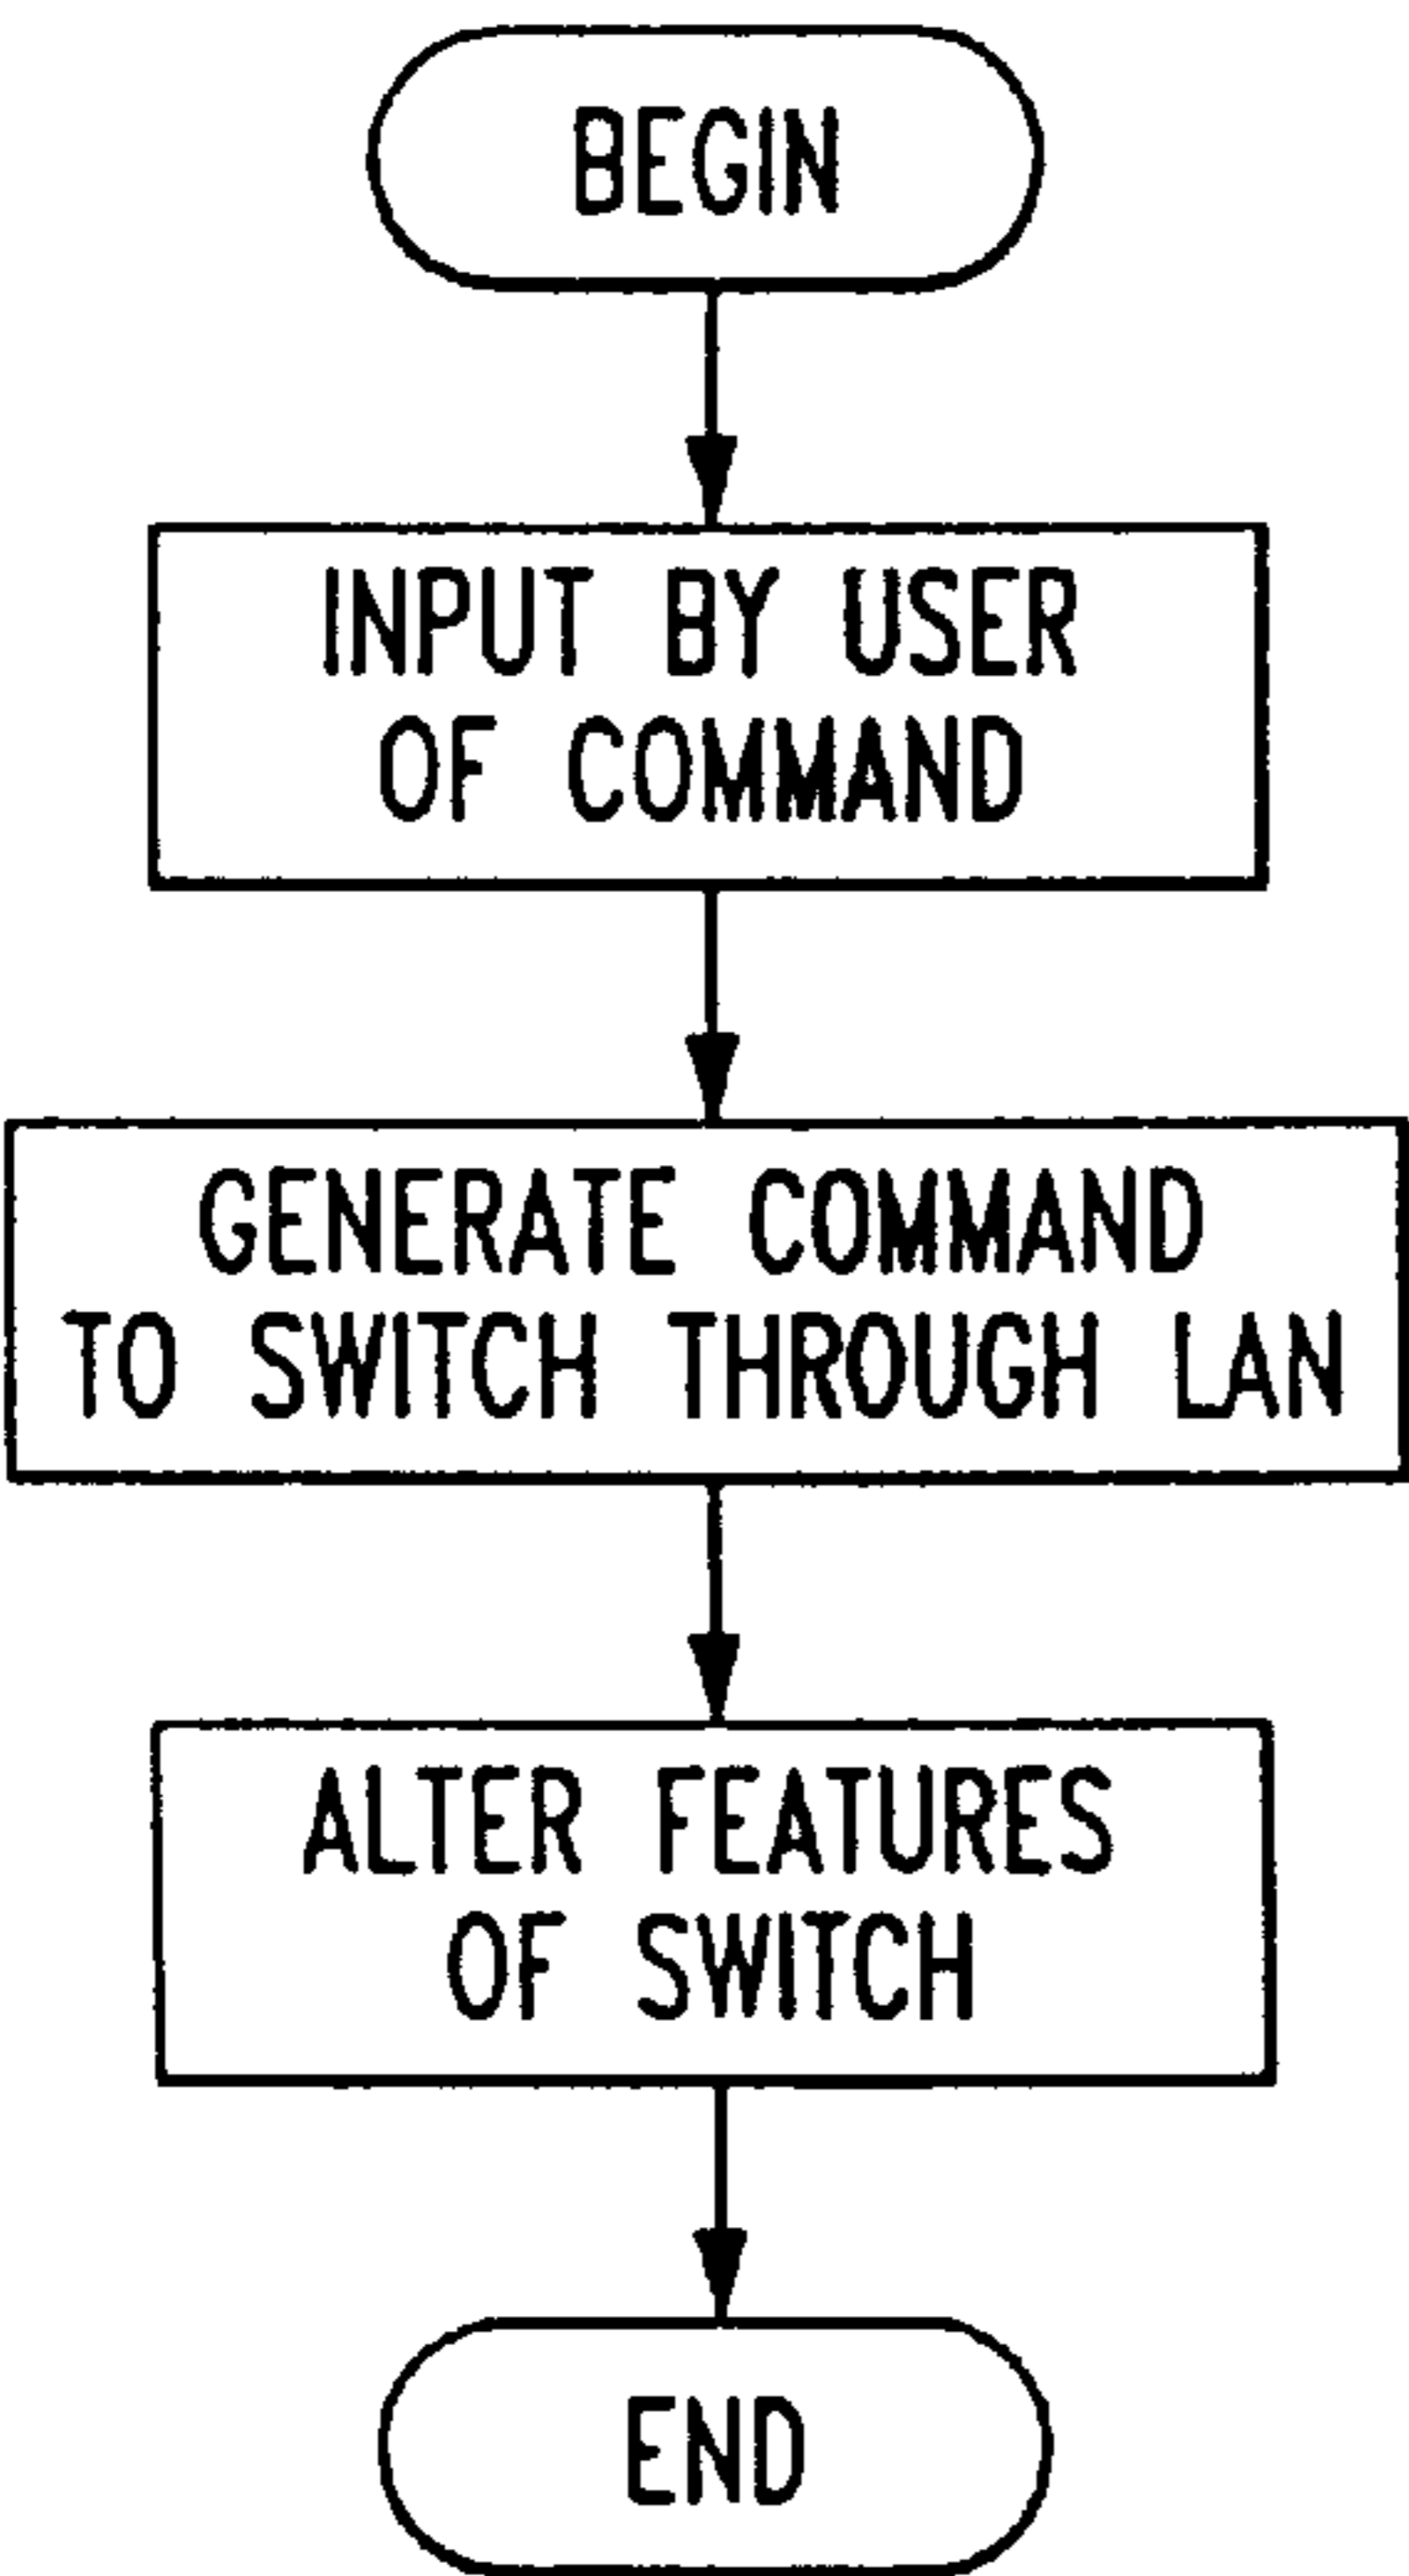 BEGIN
INPUT BY USER
OF COMMAND
GENERATE COMMAND
TO SWITCH THROUGH LAN
ALTER FEATURES
OF SWITCH
END